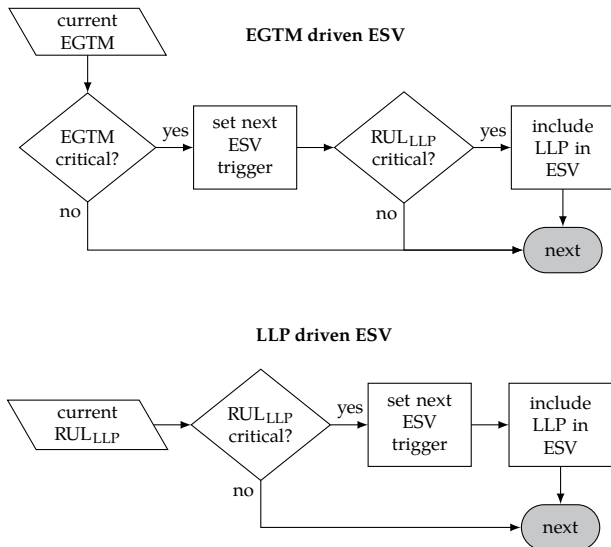 current
EGTM
EGTM driven ESV
EGTM
critical?
yes
no
set next
ESV
trigger
RUL_LLP
critical?
yes
no
include
LLP in
ESV
next
LLP driven ESV
current
RUL_LLP
RUL_LLP
critical?
yes
no
set next
ESV
trigger
include
LLP in
ESV
next